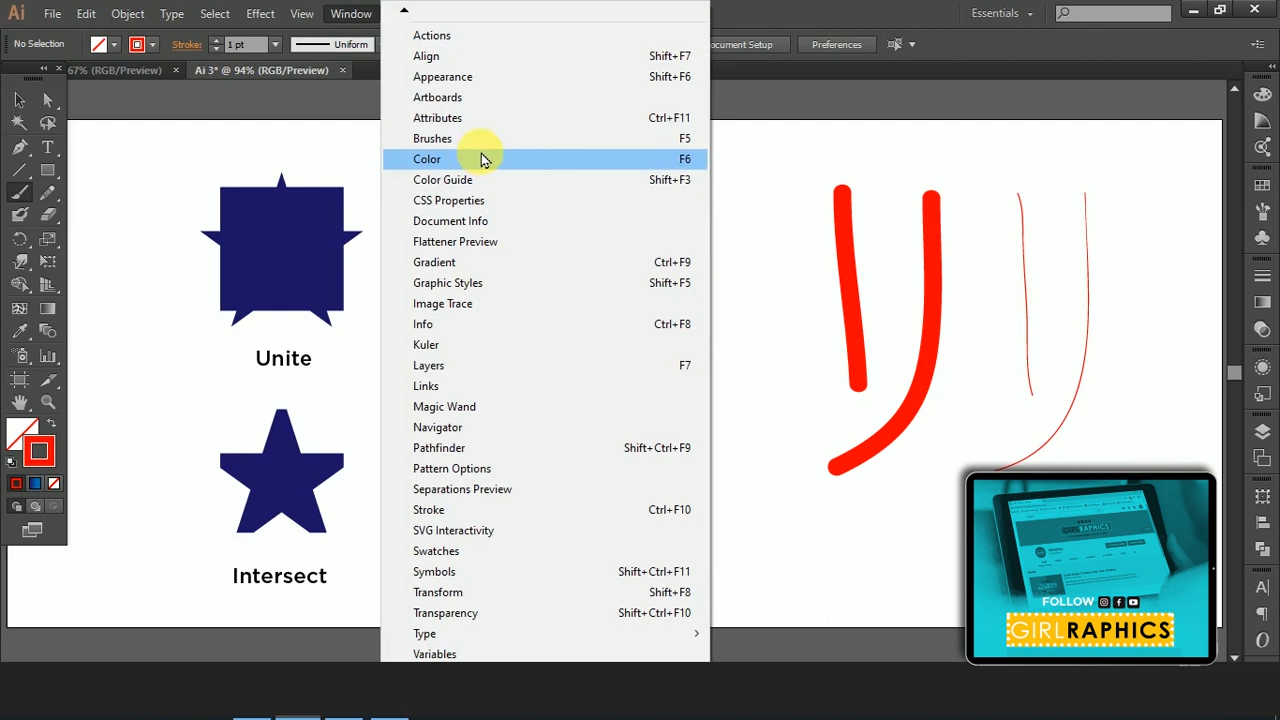 Ai File Edit Object Type Select Effect View Window Essentials
No Selection Stroke: 1 pt Uniform ocument Setup Preferences
67% (RGB/Preview) × Ai 3* @ 94% (RGB/Preview) ×
Actions
Align Shift+F7
Appearance Shift+F6
Artboards
Attributes Ctrl+F11
Brushes F5
Color F6
Color Guide Shift+F3
CSS Properties
Document Info
Flattener Preview
Gradient Ctrl+F9
Graphic Styles Shift+F5
Image Trace
Info Ctrl+F8
Kuler
Layers F7
Links
Magic Wand
Navigator
Pathfinder Shift+Ctrl+F9
Pattern Options
Separations Preview
Stroke Ctrl+F10
SVG Interactivity
Swatches
Symbols Shift+Ctrl+F11
Transform Shift+F8
Transparency Shift+Ctrl+F10
Type
Variables
Unite
Intersect
FOLLOW
GIRLRAPHICS